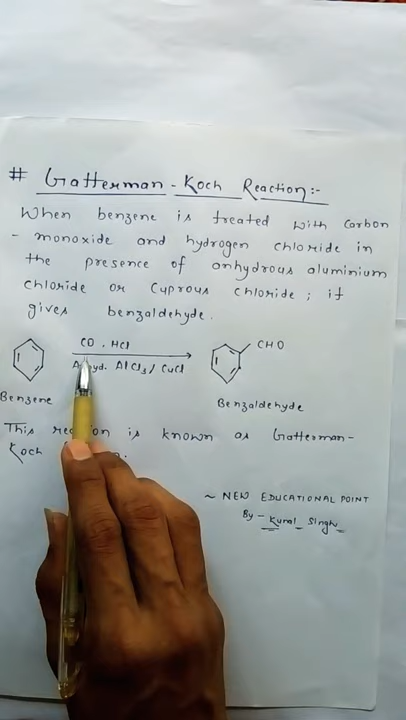 # Gatterman - Koch Reaction:-
When benzene is treated with Carbon
- monoxide and hydrogen chloride in
the presence of anhydrous aluminium
chloride or Cuprous chloride ; it
gives benzaldehyde.
CO , HCl
CHO
Anhyd. AlCl3 / CuCl
Benzene
Benzaldehyde
This is known as Gatterman-
Koch
~ NEW EDUCATIONAL POINT
By - Kunal Singh